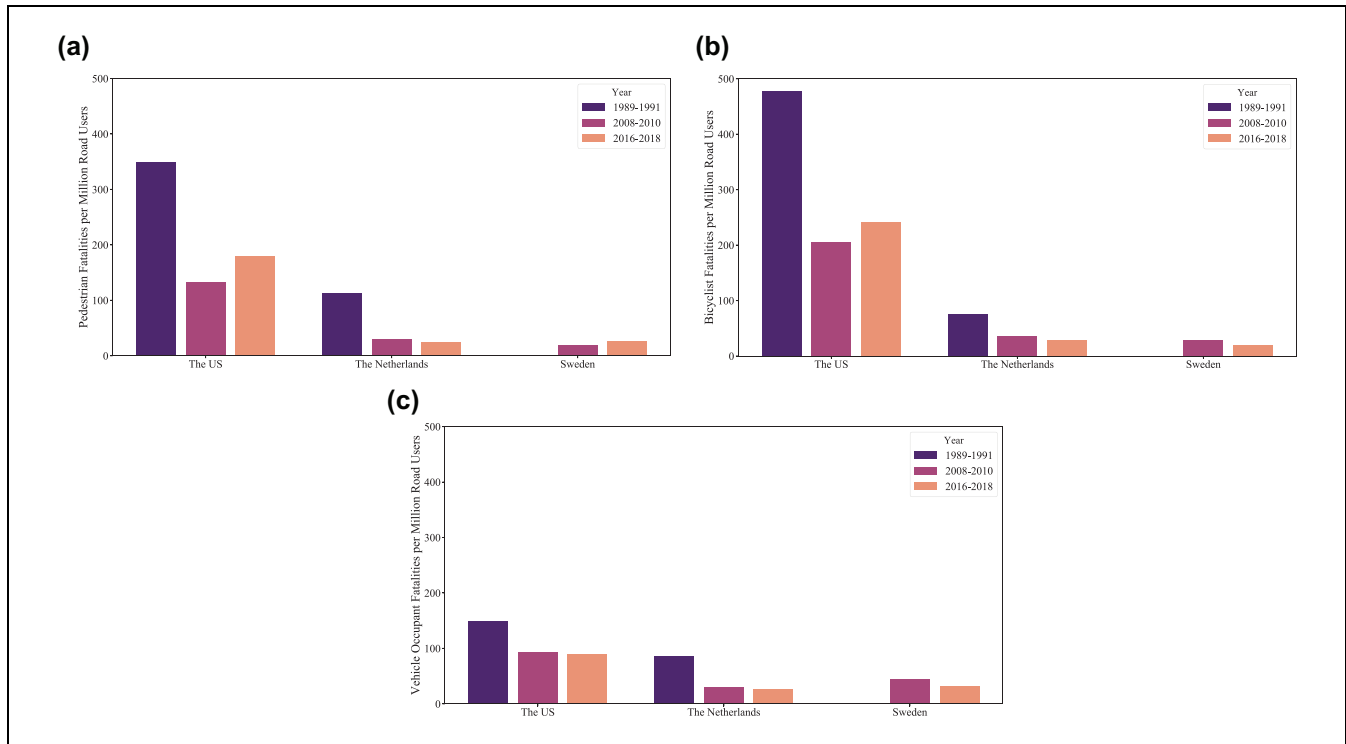 (a)
Pedestrian Fatalities per Million Road Users
500
400
300
200
100
0
Year
1989-1991
2008-2010
2016-2018
The US
The Netherlands
Sweden
(b)
Bicyclist Fatalities per Million Road Users
500
400
300
200
100
0
Year
1989-1991
2008-2010
2016-2018
The US
The Netherlands
Sweden
(c)
Vehicle Occupant Fatalities per Million Road Users
500
400
300
200
100
0
Year
1989-1991
2008-2010
2016-2018
The US
The Netherlands
Sweden